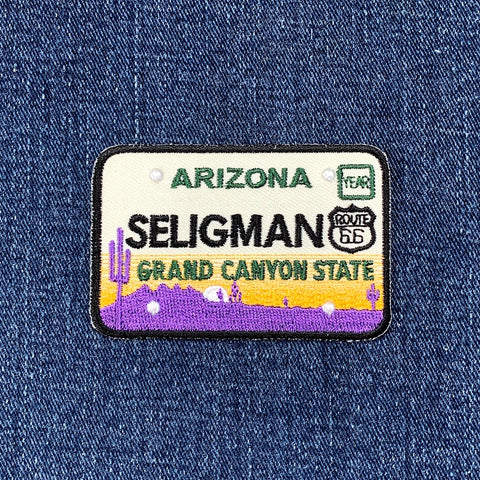 ARIZONA YEAR
SELIGMAN ROUTE 66
GRAND CANYON STATE